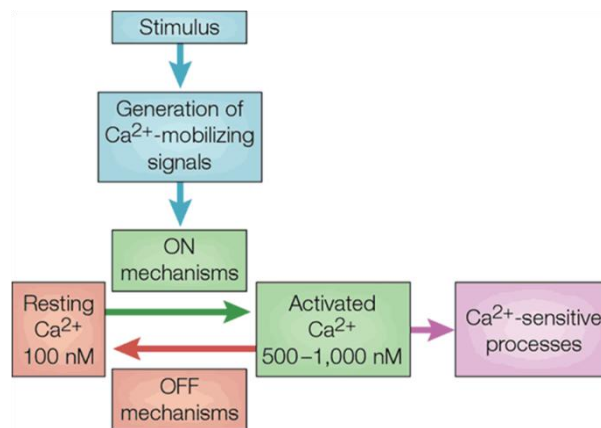 Stimulus
Generation of
Ca²⁺-mobilizing
signals
ON
mechanisms
Resting
Ca²⁺
100 nM
Activated
Ca²⁺
500–1,000 nM
Ca²⁺-sensitive
processes
OFF
mechanisms